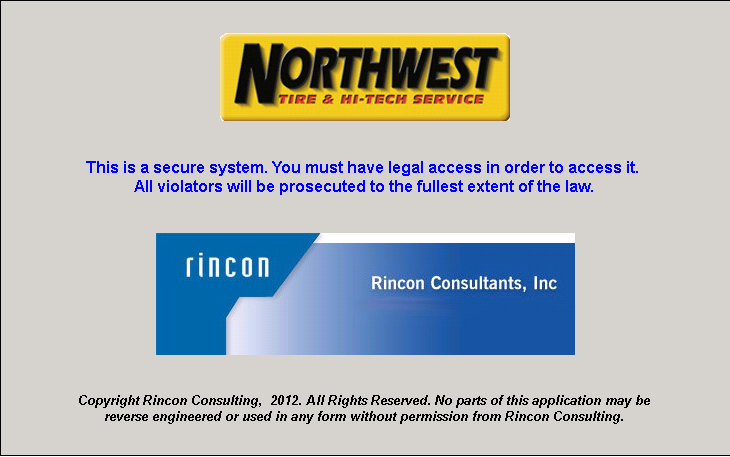 NORTHWEST
TIRE & HI-TECH SERVICE
This is a secure system. You must have legal access in order to access it.
All violators will be prosecuted to the fullest extent of the law.
rincon
Rincon Consultants, Inc
Copyright Rincon Consulting,  2012. All Rights Reserved. No parts of this application may be
reverse engineered or used in any form without permission from Rincon Consulting.